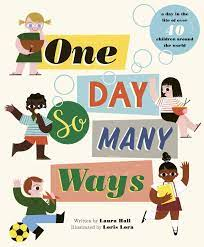 a day in the
life of over
40
children around
the world
One
DAY
So
MANY
Ways
Written by Laura Hall
Illustrated by Loris Lora